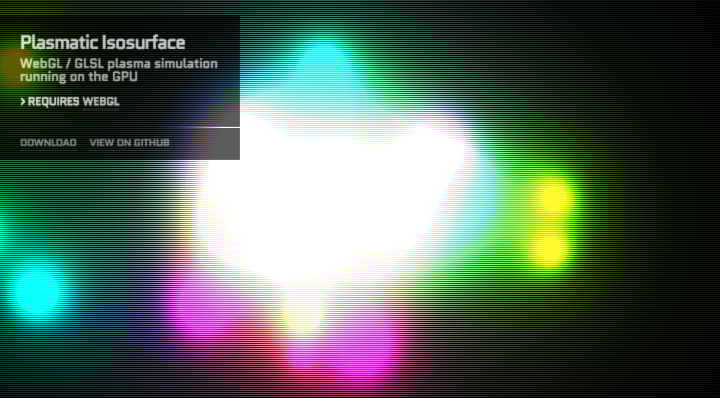 Plasmatic Isosurface
WebGL / GLSL plasma simulation
running on the GPU
› REQUIRES WEBGL
DOWNLOAD VIEW ON GITHUB